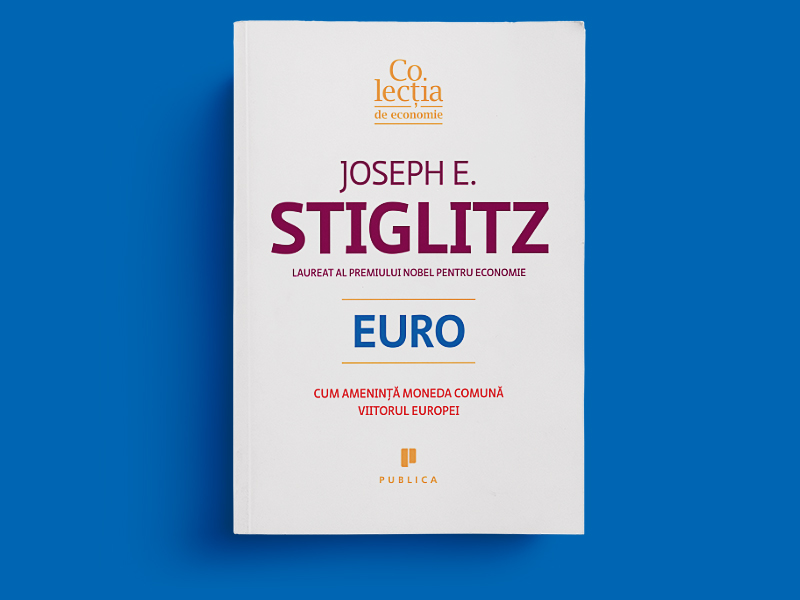 Co.
lecția
de economie
JOSEPH E.
STIGLITZ
LAUREAT AL PREMIULUI NOBEL PENTRU ECONOMIE
EURO
CUM AMENINȚĂ MONEDA COMUNĂ
VIITORUL EUROPEI
PUBLICA